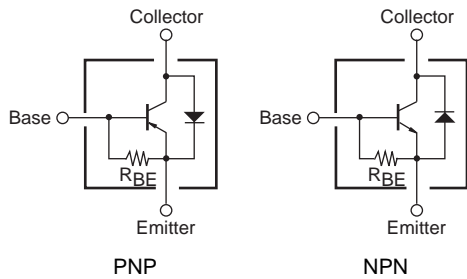 Collector
Base
RBE
Emitter
PNP
Collector
Base
RBE
Emitter
NPN